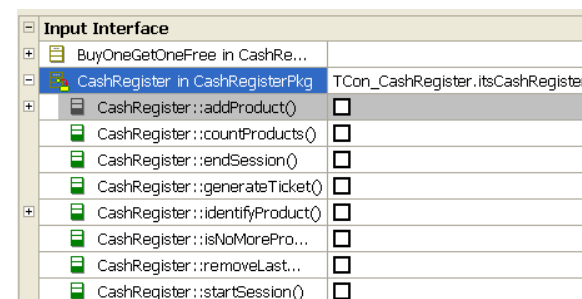 Input Interface
BuyOneGetOneFree in CashRe...
CashRegister in CashRegisterPkg TCon_CashRegister.itsCashRegister
CashRegister::addProduct()
CashRegister::countProducts()
CashRegister::endSession()
CashRegister::generateTicket()
CashRegister::identifyProduct()
CashRegister::isNoMorePro...
CashRegister::removeLast...
CashRegister::startSession()